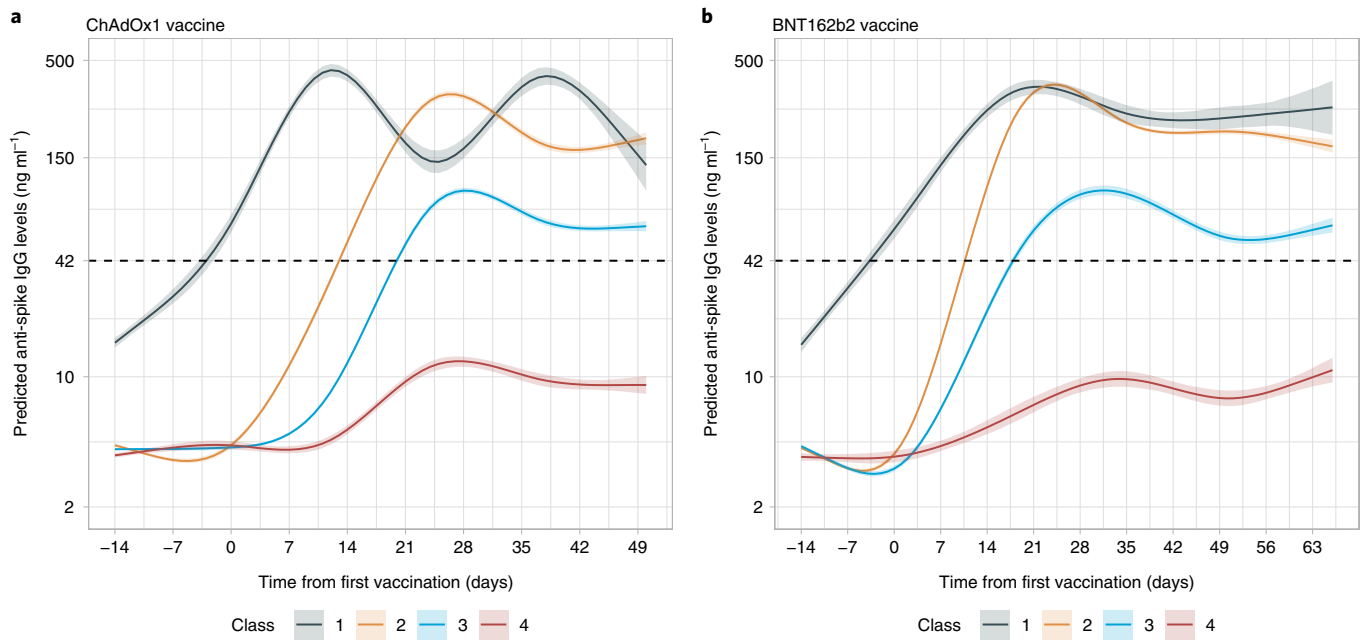 a
ChAdOx1 vaccine
Predicted anti-spike IgG levels (ng ml⁻¹)
500
150
42
10
2
−14 −7 0 7 14 21 28 35 42 49
Time from first vaccination (days)
Class 1 2 3 4
b
BNT162b2 vaccine
Predicted anti-spike IgG levels (ng ml⁻¹)
500
150
42
10
2
−14 −7 0 7 14 21 28 35 42 49 56 63
Time from first vaccination (days)
Class 1 2 3 4